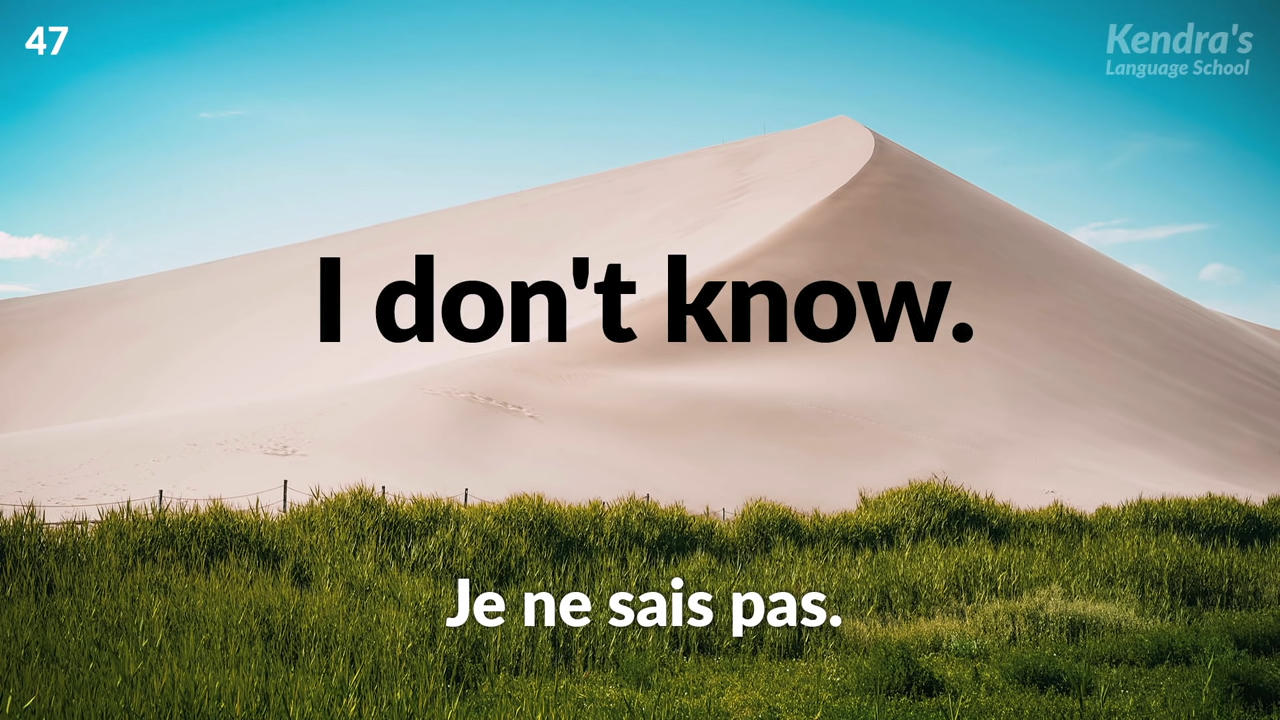 47
Kendra's
Language School
I don't know.
Je ne sais pas.